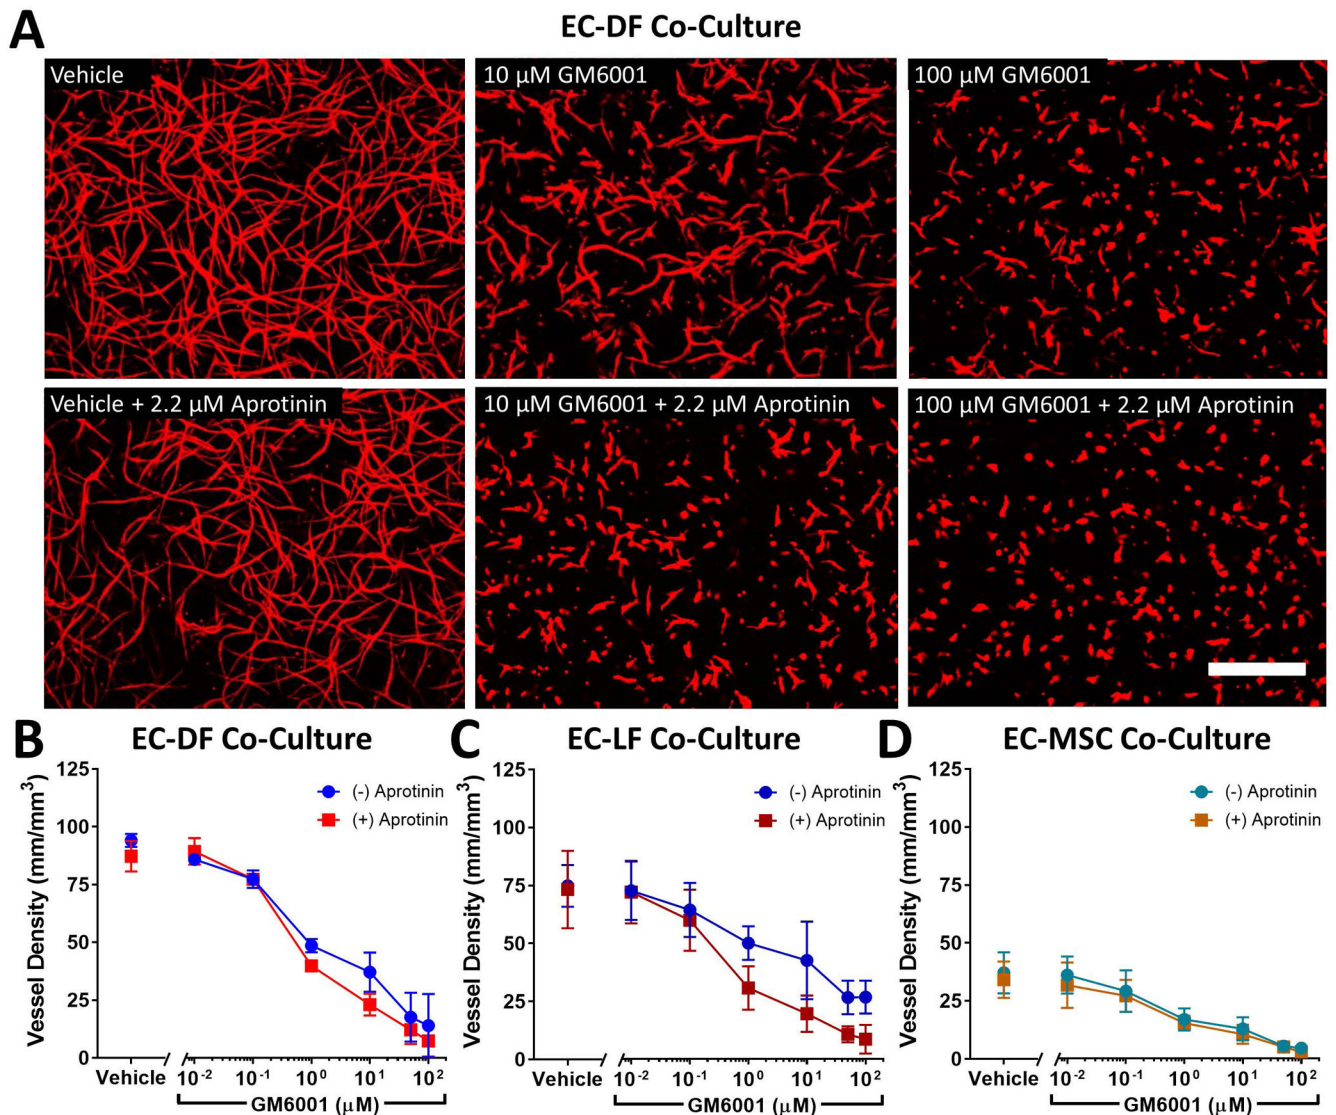 A
EC-DF Co-Culture
Vehicle
10 µM GM6001
100 µM GM6001
Vehicle + 2.2 µM Aprotinin
10 µM GM6001 + 2.2 µM Aprotinin
100 µM GM6001 + 2.2 µM Aprotinin
B
EC-DF Co-Culture
Vessel Density (mm/mm³)
125
100
75
50
25
0
(-) Aprotinin
(+) Aprotinin
Vehicle
10⁻² 10⁻¹ 10⁰ 10¹ 10²
GM6001 (µM)
C
EC-LF Co-Culture
Vessel Density (mm/mm³)
125
100
75
50
25
0
(-) Aprotinin
(+) Aprotinin
Vehicle
10⁻² 10⁻¹ 10⁰ 10¹ 10²
GM6001 (µM)
D
EC-MSC Co-Culture
Vessel Density (mm/mm³)
125
100
75
50
25
0
(-) Aprotinin
(+) Aprotinin
Vehicle
10⁻² 10⁻¹ 10⁰ 10¹ 10²
GM6001 (µM)